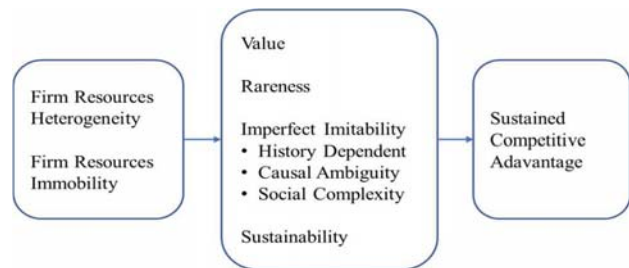 Firm Resources
Heterogeneity
Firm Resources
Immobility
Value
Rareness
Imperfect Imitability
• History Dependent
• Causal Ambiguity
• Social Complexity
Sustainability
Sustained
Competitive
Adavantage